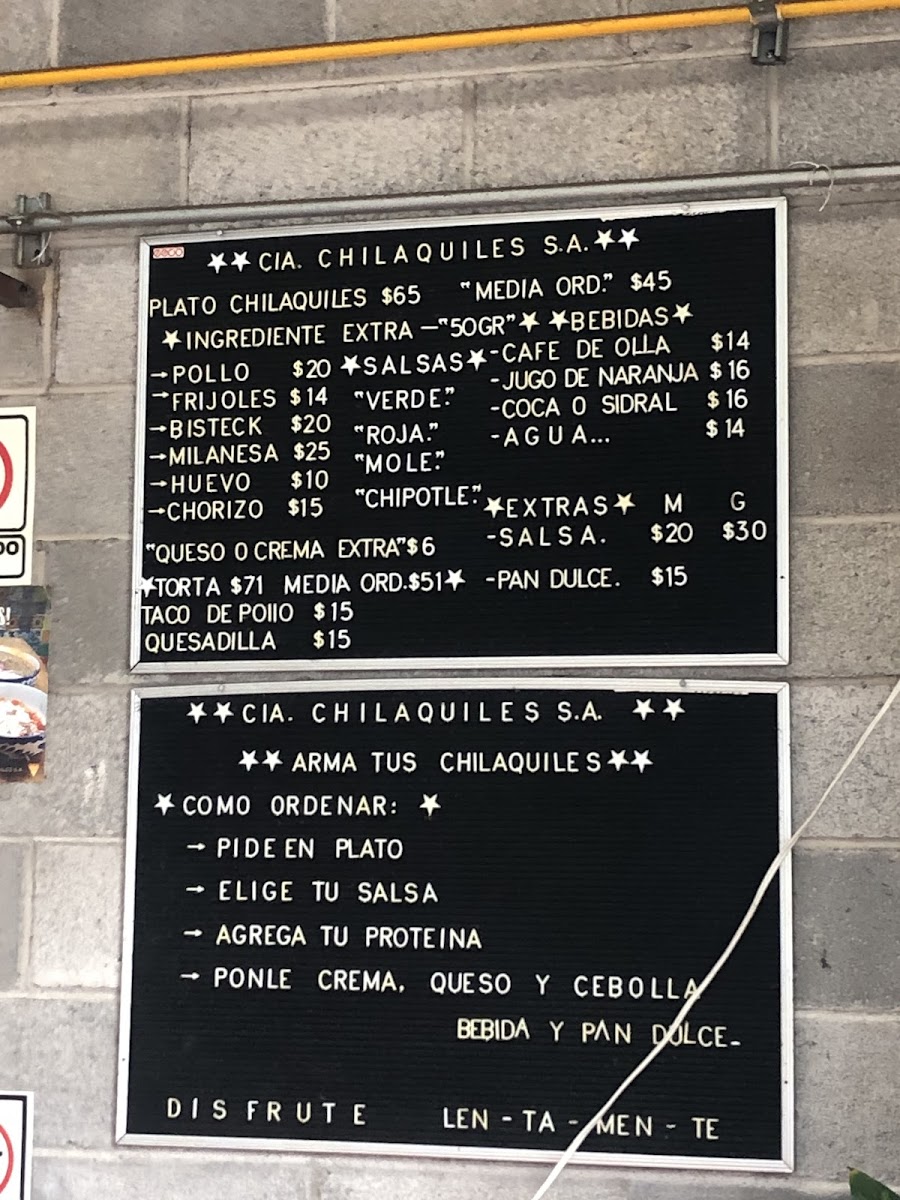 CIA. CHILAQUILES S.A.
PLATO CHILAQUILES $65 "MEDIA ORD." $45
INGREDIENTE EXTRA -"50GR"
→POLLO $20
→FRIJOLES $14
→BISTECK $20
→MILANESA $25
→HUEVO $10
→CHORIZO $15
"QUESO O CREMA EXTRA" $6
SALSAS
"VERDE."
"ROJA."
"MOLE."
"CHIPOTLE."
BEBIDAS
-CAFE DE OLLA $14
-JUGO DE NARANJA $16
-COCA O SIDRAL $16
-AGUA... $14
EXTRAS M G
-SALSA. $20 $30
-PAN DULCE. $15
TORTA $71 MEDIA ORD.$51
TACO DE POllO $15
QUESADILLA $15
CIA. CHILAQUILES S.A.
ARMA TUS CHILAQUILES
COMO ORDENAR:
→ PIDE EN PLATO
→ ELIGE TU SALSA
→ AGREGA TU PROTEINA
→ PONLE CREMA, QUESO Y CEBOLLA
BEBIDA Y PAN DULCE-
DISFRUTE LEN-TA-MEN-TE